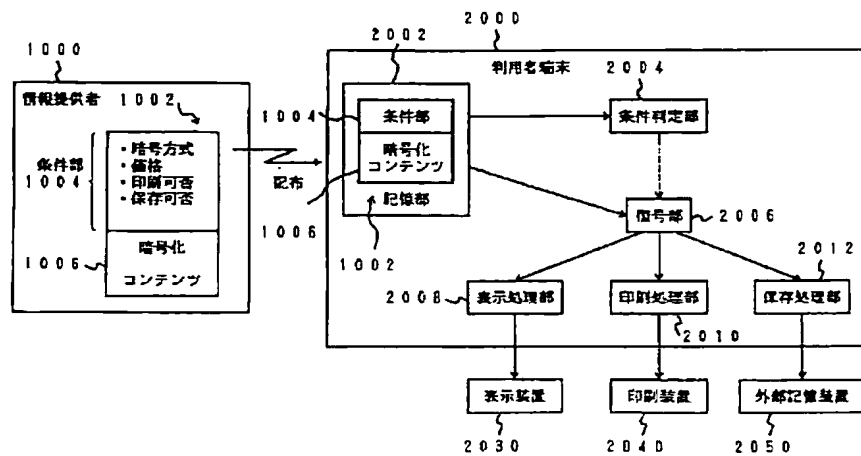 1000
情報提供者
1002
条件部
1004
・暗号方式
・価格
・印刷可否
・保存可否
1006
暗号化
コンテンツ
配布
2000
利用者端末
2002
1004
条件部
暗号化
コンテンツ
記憶部
1006
1002
2004
条件判定部
復号部
2006
2008
表示処理部
印刷処理部
2010
2012
保存処理部
表示装置
2030
印刷装置
2040
外部記憶装置
2050